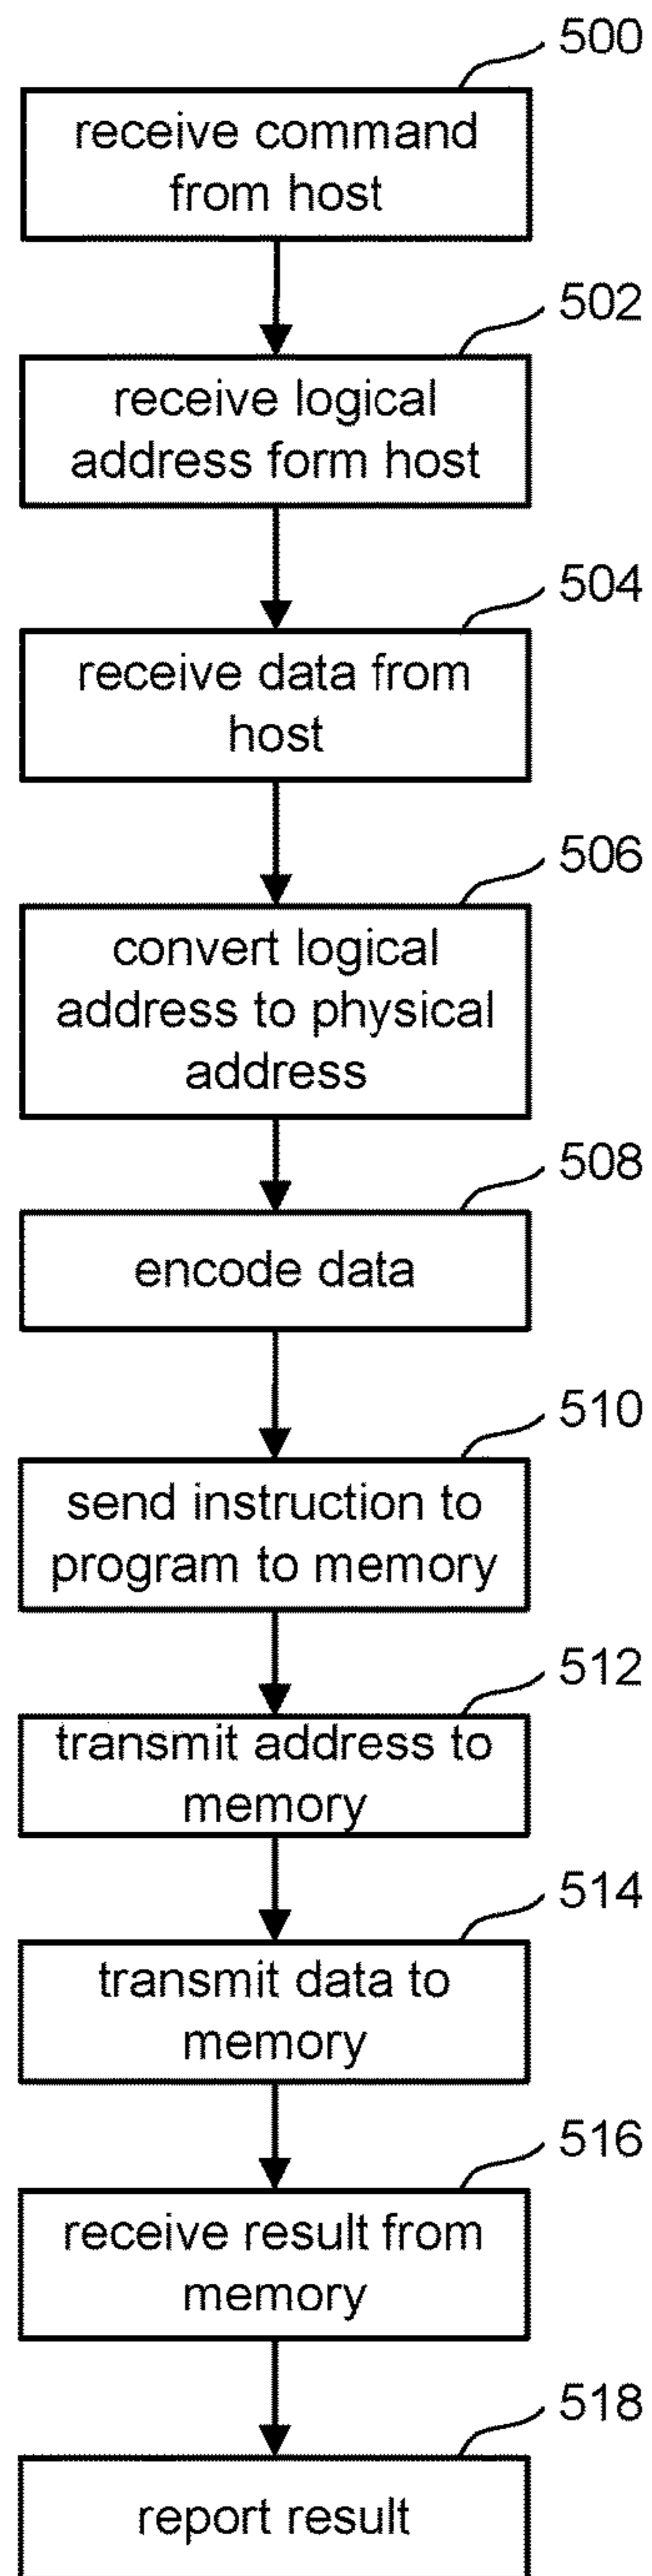 500
receive command
from host
502
receive logical
address form host
504
receive data from
host
506
convert logical
address to physical
address
508
encode data
510
send instruction to
program to memory
512
transmit address to
memory
514
transmit data to
memory
516
receive result from
memory
518
report result